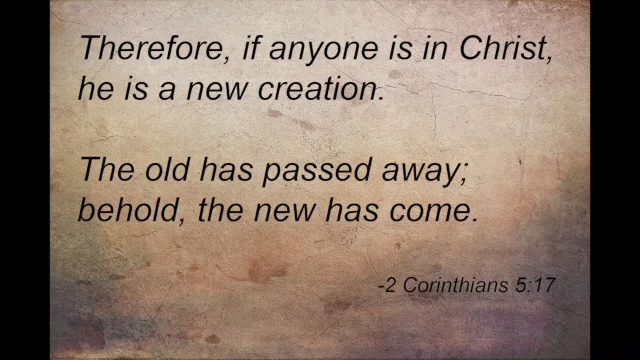 Therefore, if anyone is in Christ,
he is a new creation.
The old has passed away;
behold, the new has come.
-2 Corinthians 5:17